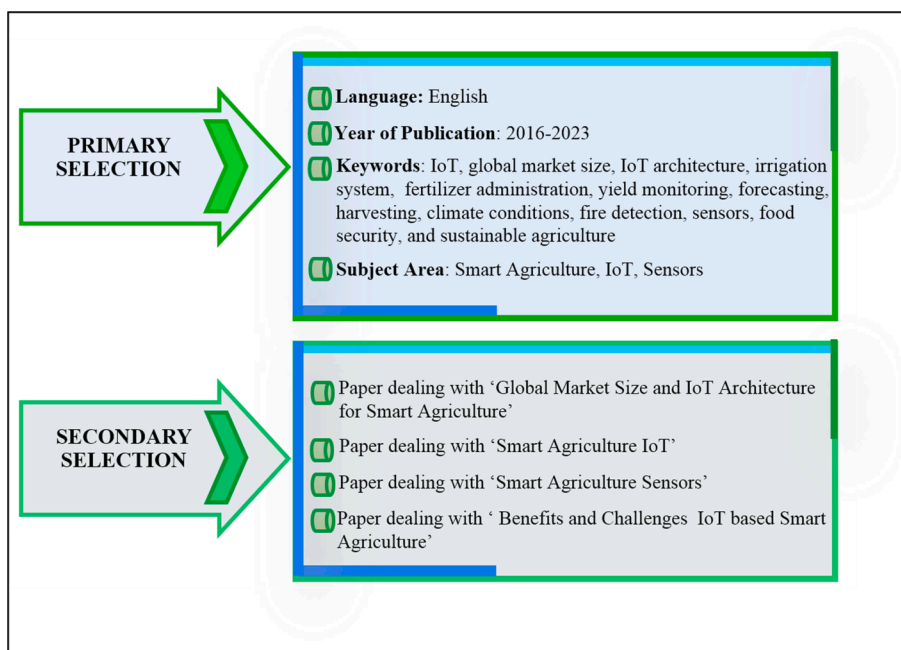 PRIMARY
SELECTION
Language: English
Year of Publication: 2016-2023
Keywords: IoT, global market size, IoT architecture, irrigation
system, fertilizer administration, yield monitoring, forecasting,
harvesting, climate conditions, fire detection, sensors, food
security, and sustainable agriculture
Subject Area: Smart Agriculture, IoT, Sensors
SECONDARY
SELECTION
Paper dealing with ‘Global Market Size and IoT Architecture
for Smart Agriculture’
Paper dealing with ‘Smart Agriculture IoT’
Paper dealing with ‘Smart Agriculture Sensors’
Paper dealing with ‘ Benefits and Challenges IoT based Smart
Agriculture’